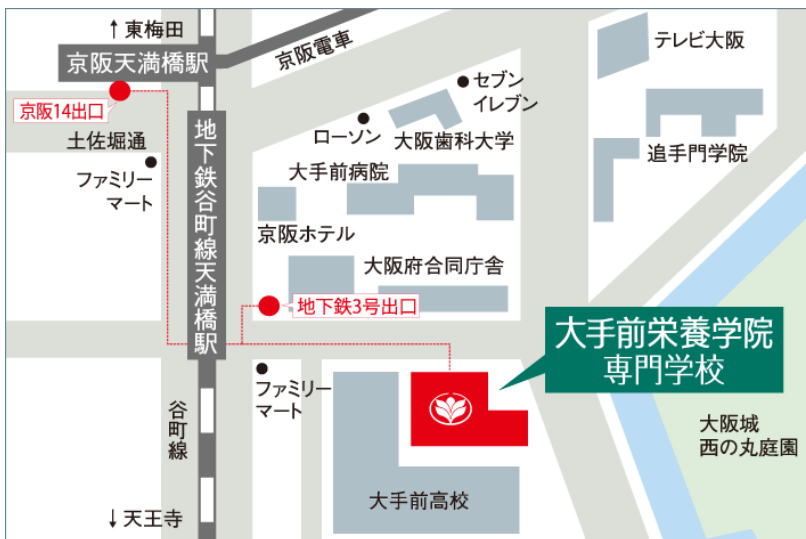 ↑東梅田
京阪天満橋駅
京阪電車
テレビ大阪
セブン
イレブン
京阪14出口
ローソン
大阪歯科大学
土佐堀通
追手門学院
ファミリー
マート
大手前病院
地下鉄谷町線天満橋駅
京阪ホテル
大阪府合同庁舎
地下鉄3号出口
大手前栄養学院
専門学校
ファミリー
マート
谷町線
大阪城
西の丸庭園
大手前高校
↓天王寺